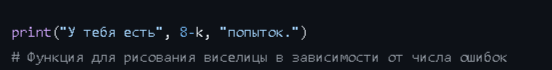 print("У тебя есть", 8-k, "попыток.")
# Функция для рисования виселицы в зависимости от числа ошибок